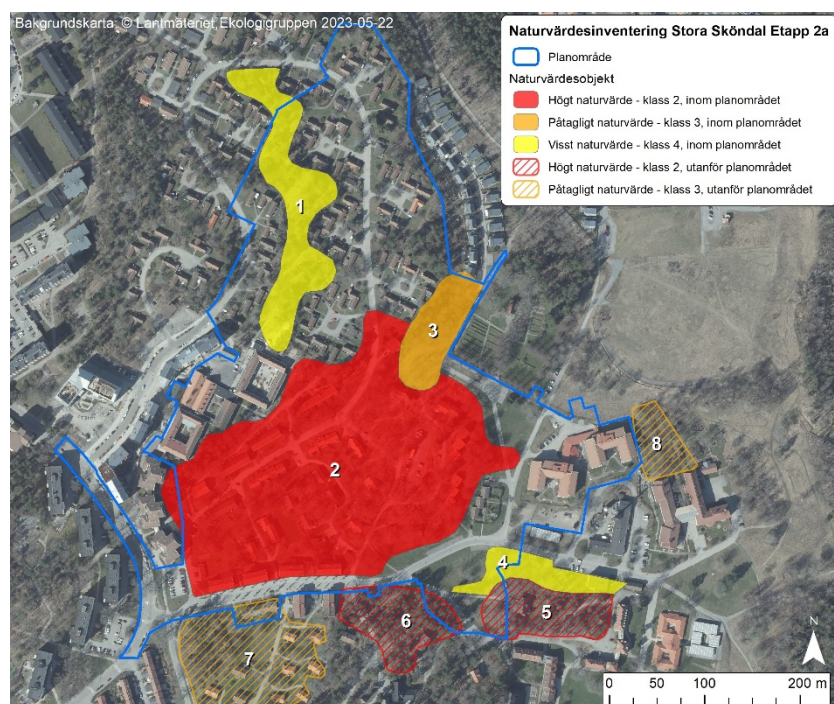 Bakgrundskarta: © Lantmäteriet, Ekologigruppen 2023-05-22
Naturvärdesinventering Stora Sköndal Etapp 2a
Planområde
Naturvärdesobjekt
Högt naturvärde - klass 2, inom planområdet
Påtagligt naturvärde - klass 3, inom planområdet
Visst naturvärde - klass 4, inom planområdet
Högt naturvärde - klass 2, utanför planområdet
Påtagligt naturvärde - klass 3, utanför planområdet
1
3
8
2
4
5
6
7
N
0 50 100 200 m